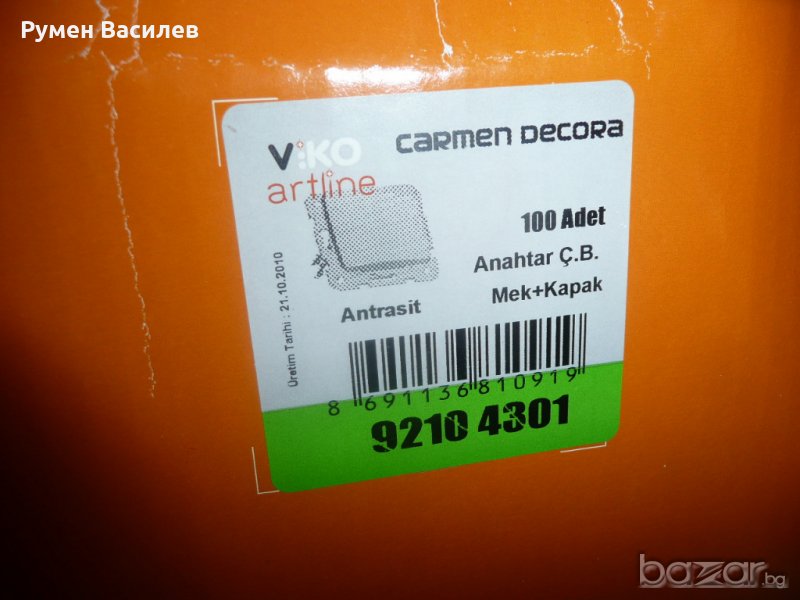 Румен Василев
ViKO
artline
CARMEN DECORA
100 Adet
Anahtar Ç.B.
Mek+Kapak
Antrasit
Üretim Tarihi : 21.10.2010
8 691136 810919
9210 4301
bazar.bg